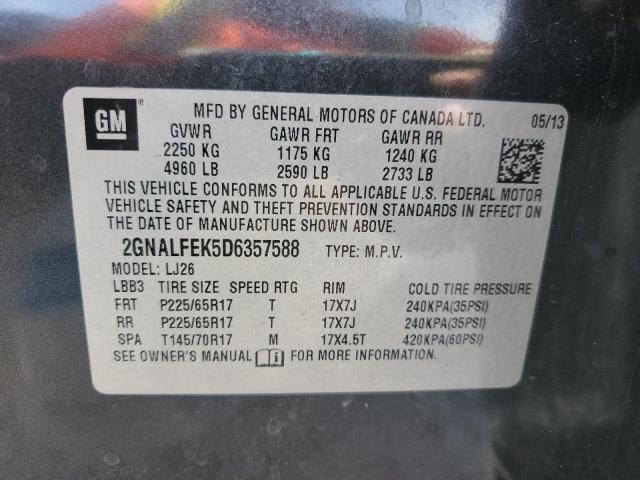 GM ® MFD BY GENERAL MOTORS OF CANADA LTD. 05/13
GVWR GAWR FRT GAWR RR
2250 KG 1175 KG 1240 KG
4960 LB 2590 LB 2733 LB
THIS VEHICLE CONFORMS TO ALL APPLICABLE U.S. FEDERAL MOTOR
VEHICLE SAFETY AND THEFT PREVENTION STANDARDS IN EFFECT ON
THE DATE OF MANUFACTURE SHOWN ABOVE.
2GNALFEK5D6357588 TYPE: M.P.V.
MODEL: LJ26
LBB3 TIRE SIZE SPEED RTG RIM COLD TIRE PRESSURE
FRT P225/65R17 T 17X7J 240KPA(35PSI)
RR P225/65R17 T 17X7J 240KPA(35PSI)
SPA T145/70R17 M 17X4.5T 420KPA(60PSI)
SEE OWNER'S MANUAL i FOR MORE INFORMATION.